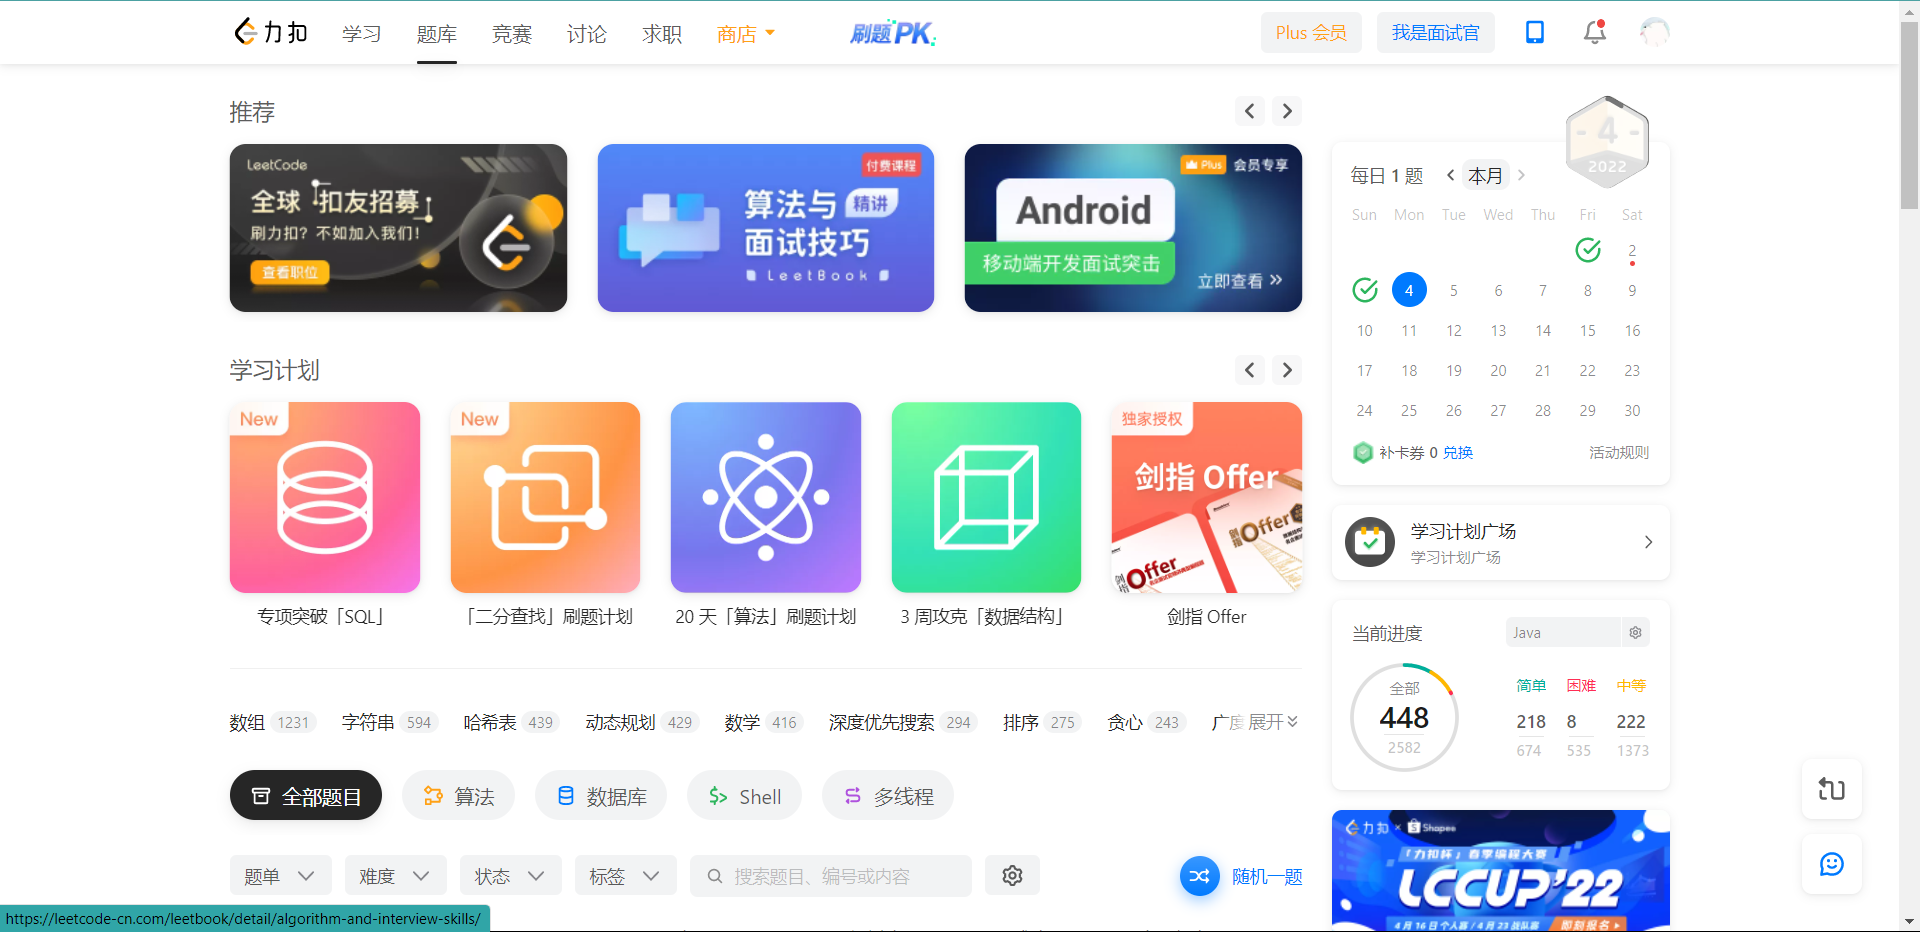 力扣 学习 题库 竞赛 讨论 求职 商店 刷题PK Plus 会员 我是面试官
推荐
LeetCode
全球 扣友招募
刷力扣？不如加入我们！
查看职位
付费课程
算法与 精讲
面试技巧
LeetBook
Plus 会员专享
Android
移动端开发面试突击
立即查看
4
2022
每日 1 题 本月
Sun Mon Tue Wed Thu Fri Sat
2
4 5 6 7 8 9
10 11 12 13 14 15 16
17 18 19 20 21 22 23
24 25 26 27 28 29 30
补卡券 0 兑换 活动规则
学习计划
New
专项突破「SQL」
New
「二分查找」刷题计划
20 天「算法」刷题计划
3 周攻克「数据结构」
独家授权
剑指 Offer
剑指 Offer
剑指 Offer
剑指 Offer
学习计划广场
学习计划广场
当前进度 Java
全部
448
2582
简单 困难 中等
218 8 222
674 535 1373
数组 1231 字符串 594 哈希表 439 动态规划 429 数学 416 深度优先搜索 294 排序 275 贪心 243 广度 展开
全部题目 算法 数据库 Shell 多线程
题单 难度 状态 标签 搜索题目、编号或内容 随机一题
力扣 × Shopee
「力扣杯」春季编程大赛
LCCUP'22
4 月 16 日 个人赛 / 4 月 23 战队赛 即刻报名
https://leetcode-cn.com/leetbook/detail/algorithm-and-interview-skills/